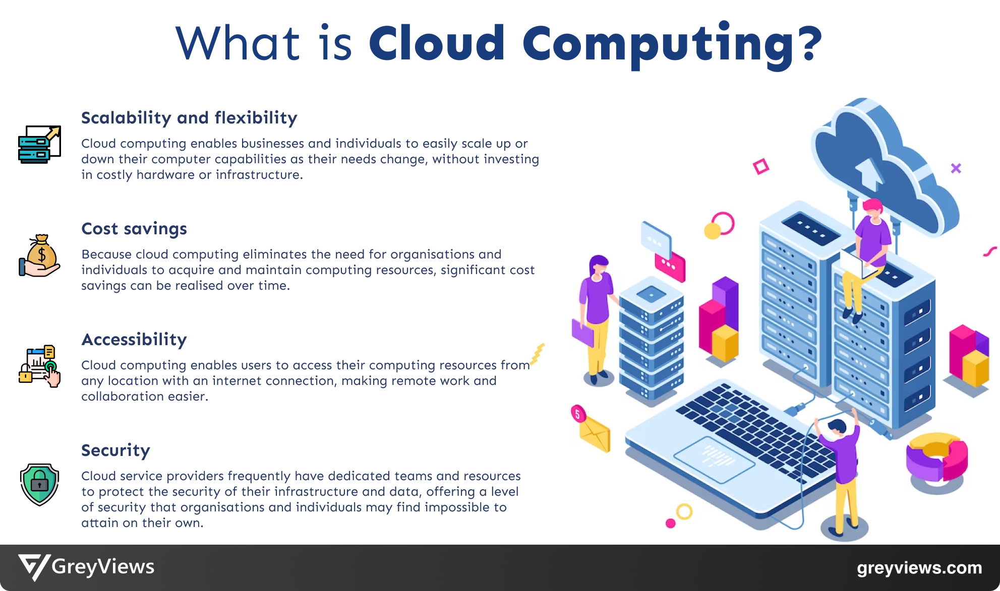 What is Cloud Computing?
Scalability and flexibility
Cloud computing enables businesses and individuals to easily scale up or
down their computer capabilities as their needs change, without investing
in costly hardware or infrastructure.
$
Cost savings
Because cloud computing eliminates the need for organisations and
individuals to acquire and maintain computing resources, significant cost
savings can be realised over time.
Accessibility
Cloud computing enables users to access their computing resources from
any location with an internet connection, making remote work and
collaboration easier.
Security
Cloud service providers frequently have dedicated teams and resources
to protect the security of their infrastructure and data, offering a level
of security that organisations and individuals may find impossible to
attain on their own.
5
GreyViews
greyviews.com